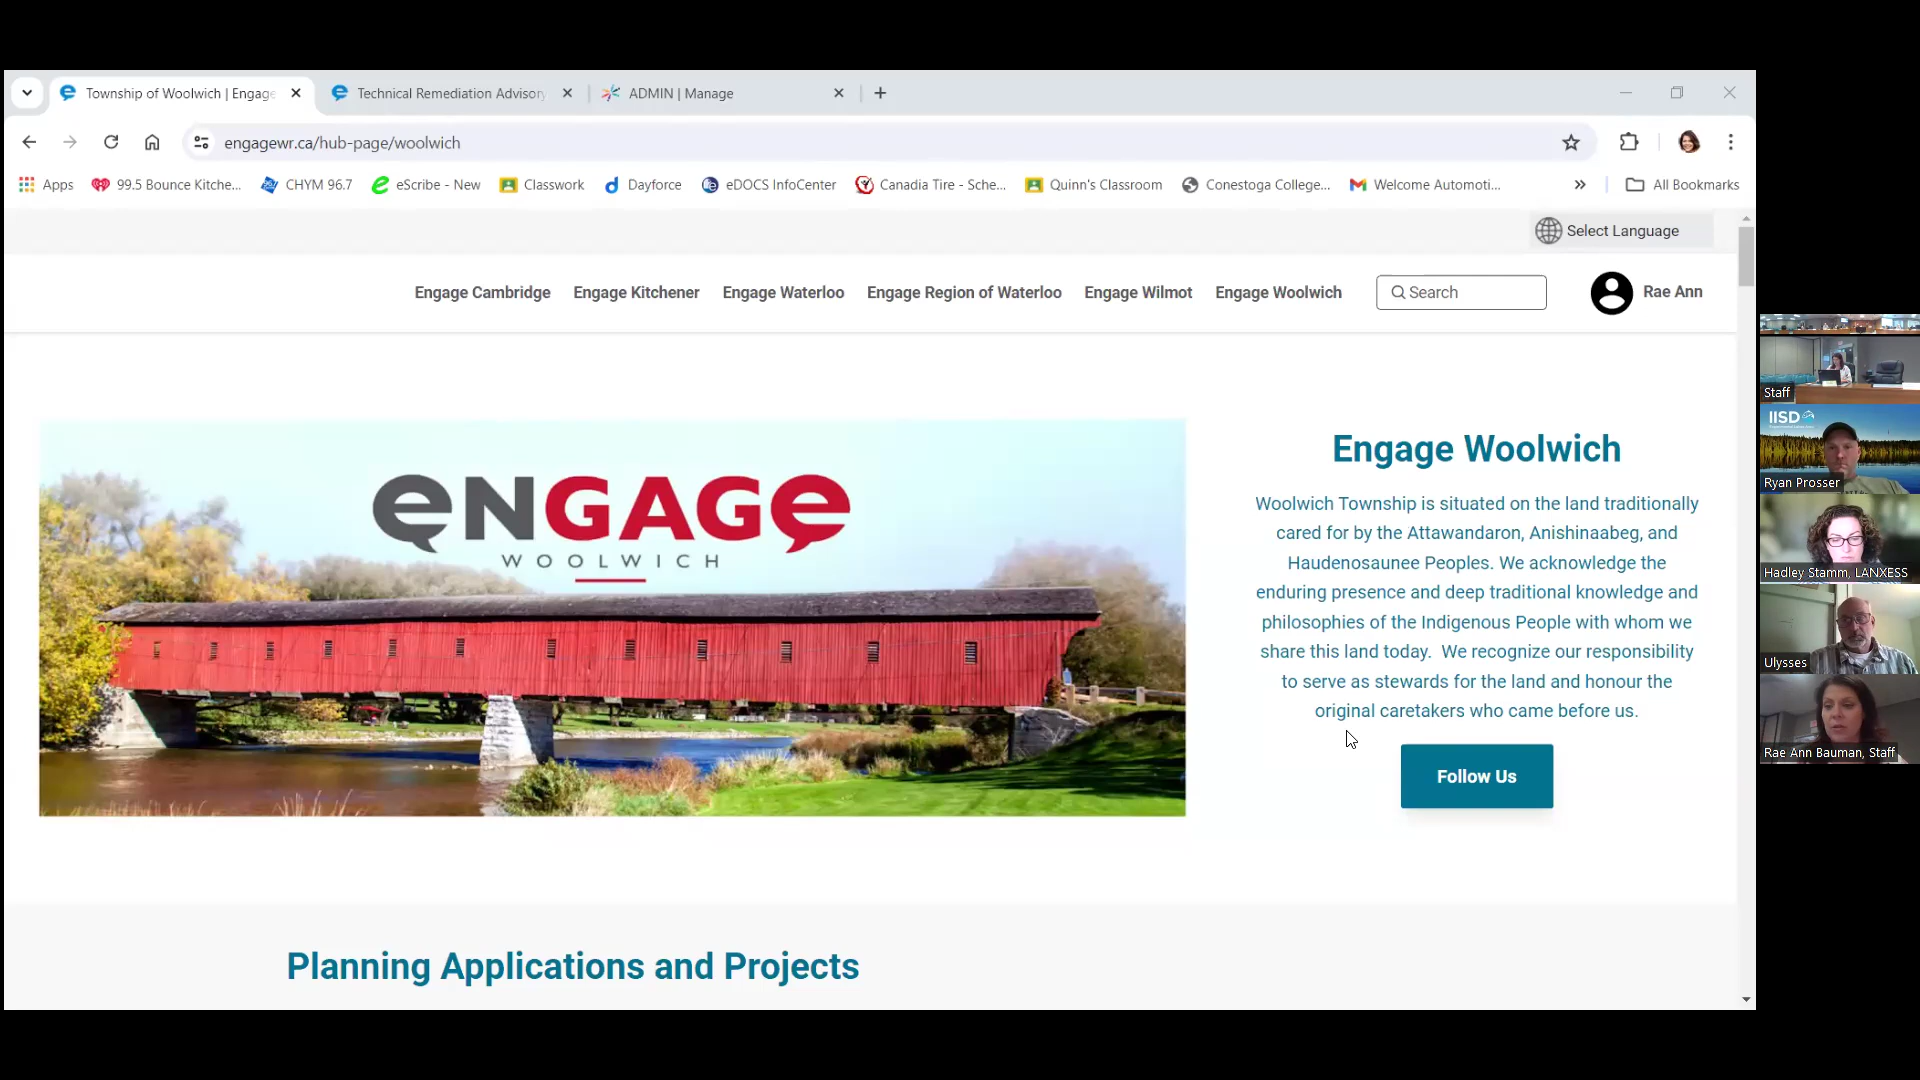 Township of Woolwich | Engage
Technical Remediation Advisory
ADMIN | Manage
engagewr.ca/hub-page/woolwich
Apps
99.5 Bounce Kitche...
CHYM 96.7
eScribe - New
Classwork
Dayforce
eDOCS InfoCenter
Canadia Tire - Sche...
Quinn's Classroom
Conestoga College...
Welcome Automoti...
All Bookmarks
Select Language
Engage Cambridge
Engage Kitchener
Engage Waterloo
Engage Region of Waterloo
Engage Wilmot
Engage Woolwich
Search
Rae Ann
eNGAGe
WOOLWICH
Engage Woolwich
Woolwich Township is situated on the land traditionally
cared for by the Attawandaron, Anishinaabeg, and
Haudenosaunee Peoples. We acknowledge the
enduring presence and deep traditional knowledge and
philosophies of the Indigenous People with whom we
share this land today. We recognize our responsibility
to serve as stewards for the land and honour the
original caretakers who came before us.
Follow Us
Planning Applications and Projects
Staff
IISD
Ryan Prosser
Hadley Stamm, LANXESS
Ulysses
Rae Ann Bauman, Staff